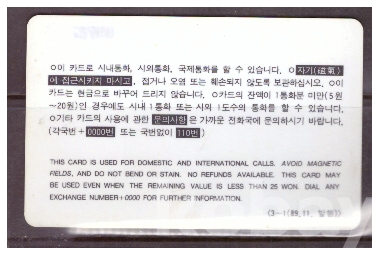 ○이 카드로 시내통화, 시외통화, 국제통화를 할 수 있습니다. ○자기(磁氣)
에 접근시키지 마시고, 접거나 오염 또는 훼손되지 않도록 보관하십시오. ○이
카드는 현금으로 바꾸어 드리지 않습니다. ○카드의 잔액이 1통화분 미만(5원
~20원)인 경우에도 시내 1통화 또는 시외 1도수의 통화를 할 수 있습니다.
○기타 카드의 사용에 관한 문의사항은 가까운 전화국에 문의하시기 바랍니다.
(각국번+0000번 또는 국번없이 110번)
THIS CARD IS USED FOR DOMESTIC AND INTERNATIONAL CALLS. AVOID MAGNETIC
FIELDS, AND DO NOT BEND OR STAIN. NO REFUNDS AVAILABLE. THIS CARD MAY
BE USED EVEN WHEN THE REMAINING VALUE IS LESS THAN 25 WON. DIAL ANY
EXCHANGE NUMBER+0000 FOR FURTHER INFORMATION.
(3-1(89.11. 발행))